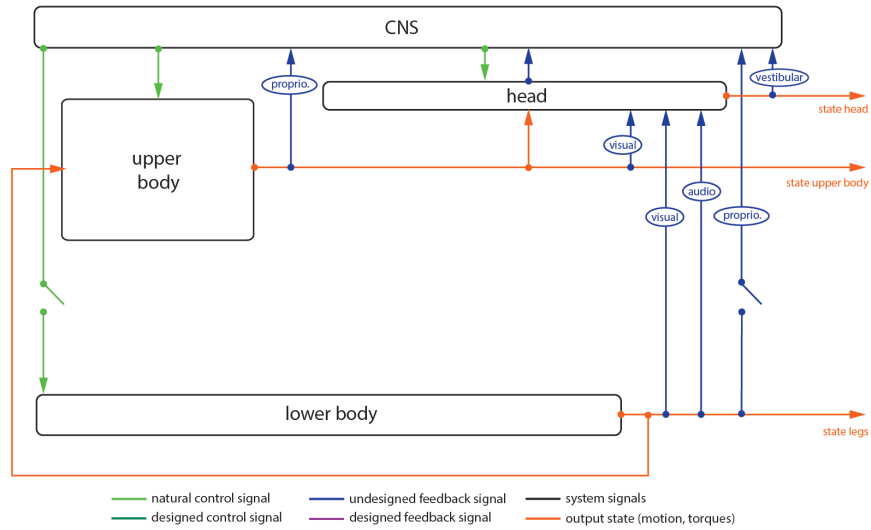 CNS
proprio.
vestibular
head
state head
visual
upper
body
state upper body
audio
visual
proprio.
lower body
state legs
natural control signal
undesigned feedback signal
system signals
designed control signal
designed feedback signal
output state (motion, torques)